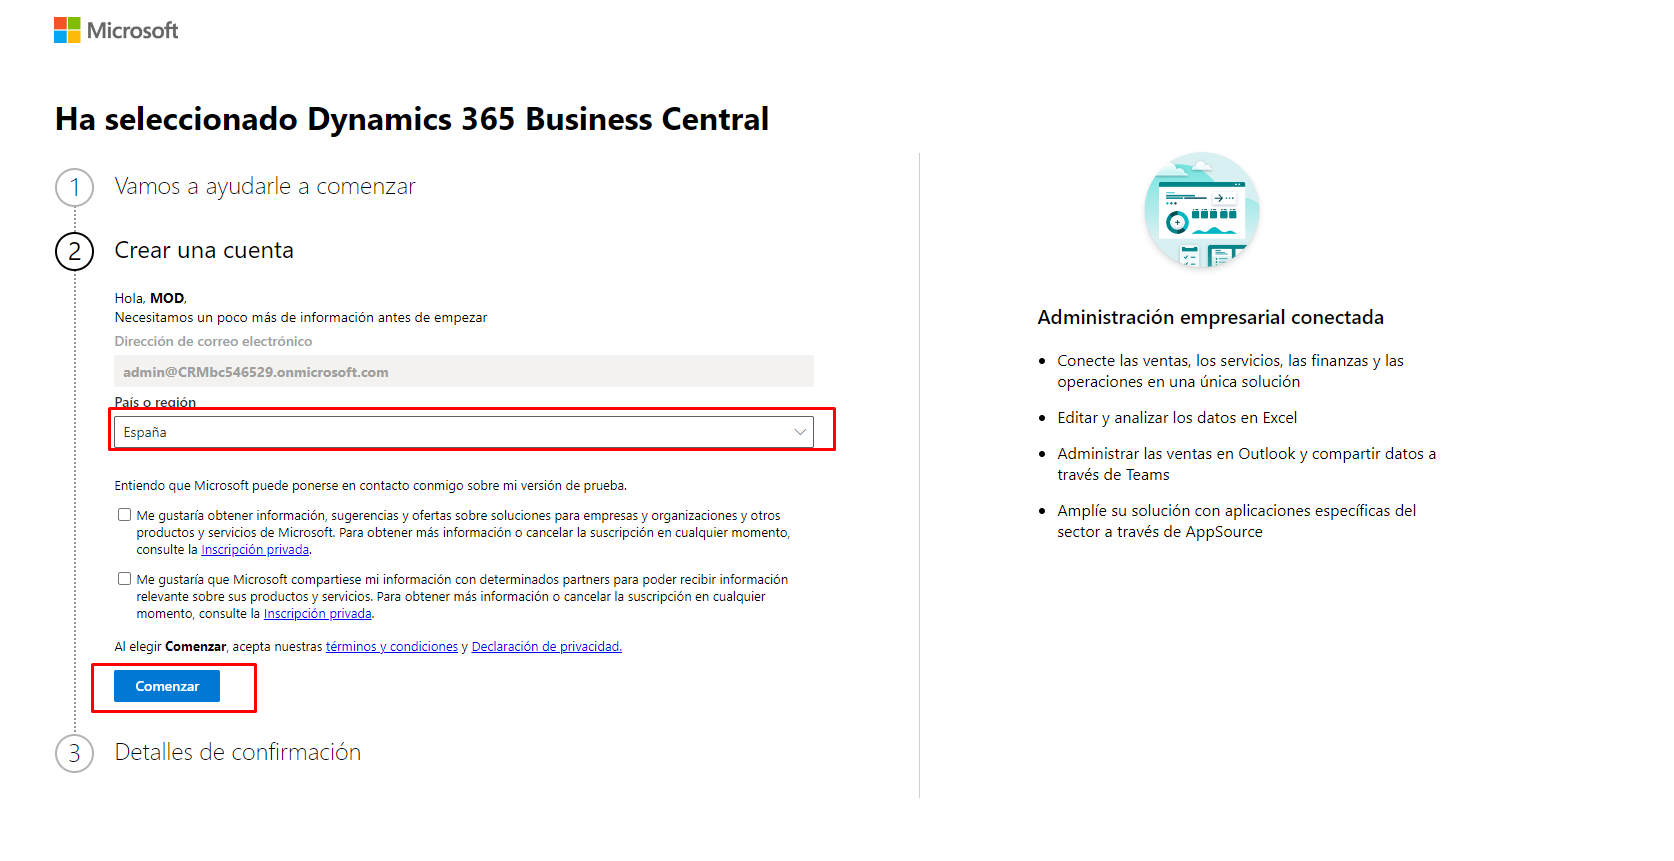 Microsoft
Ha seleccionado Dynamics 365 Business Central
1 Vamos a ayudarle a comenzar
2 Crear una cuenta
Hola, MOD,
Necesitamos un poco más de información antes de empezar
Dirección de correo electrónico
admin@CRMbc546529.onmicrosoft.com
País o región
España
Entiendo que Microsoft puede ponerse en contacto conmigo sobre mi versión de prueba.
Me gustaría obtener información, sugerencias y ofertas sobre soluciones para empresas y organizaciones y otros
productos y servicios de Microsoft. Para obtener más información o cancelar la suscripción en cualquier momento,
consulte la Inscripción privada.
Me gustaría que Microsoft compartiese mi información con determinados partners para poder recibir información
relevante sobre sus productos y servicios. Para obtener más información o cancelar la suscripción en cualquier
momento, consulte la Inscripción privada.
Al elegir Comenzar, acepta nuestras términos y condiciones y Declaración de privacidad.
Comenzar
3 Detalles de confirmación
Administración empresarial conectada
• Conecte las ventas, los servicios, las finanzas y las
operaciones en una única solución
• Editar y analizar los datos en Excel
• Administrar las ventas en Outlook y compartir datos a
través de Teams
• Amplíe su solución con aplicaciones específicas del
sector a través de AppSource